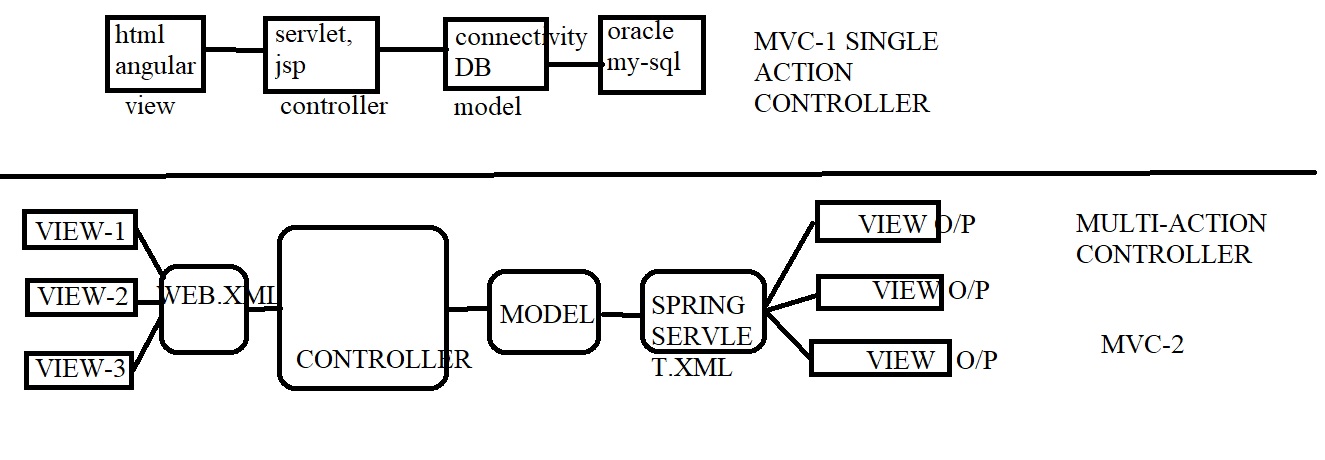 html
angular
view
servlet,
jsp
controller
connectivity
DB
model
oracle
my-sql
MVC-1 SINGLE
ACTION
CONTROLLER
VIEW-1
VIEW-2
VIEW-3
WEB.XML
CONTROLLER
MODEL
SPRING
SERVLE
T.XML
VIEW O/P
VIEW O/P
VIEW O/P
MULTI-ACTION
CONTROLLER
MVC-2